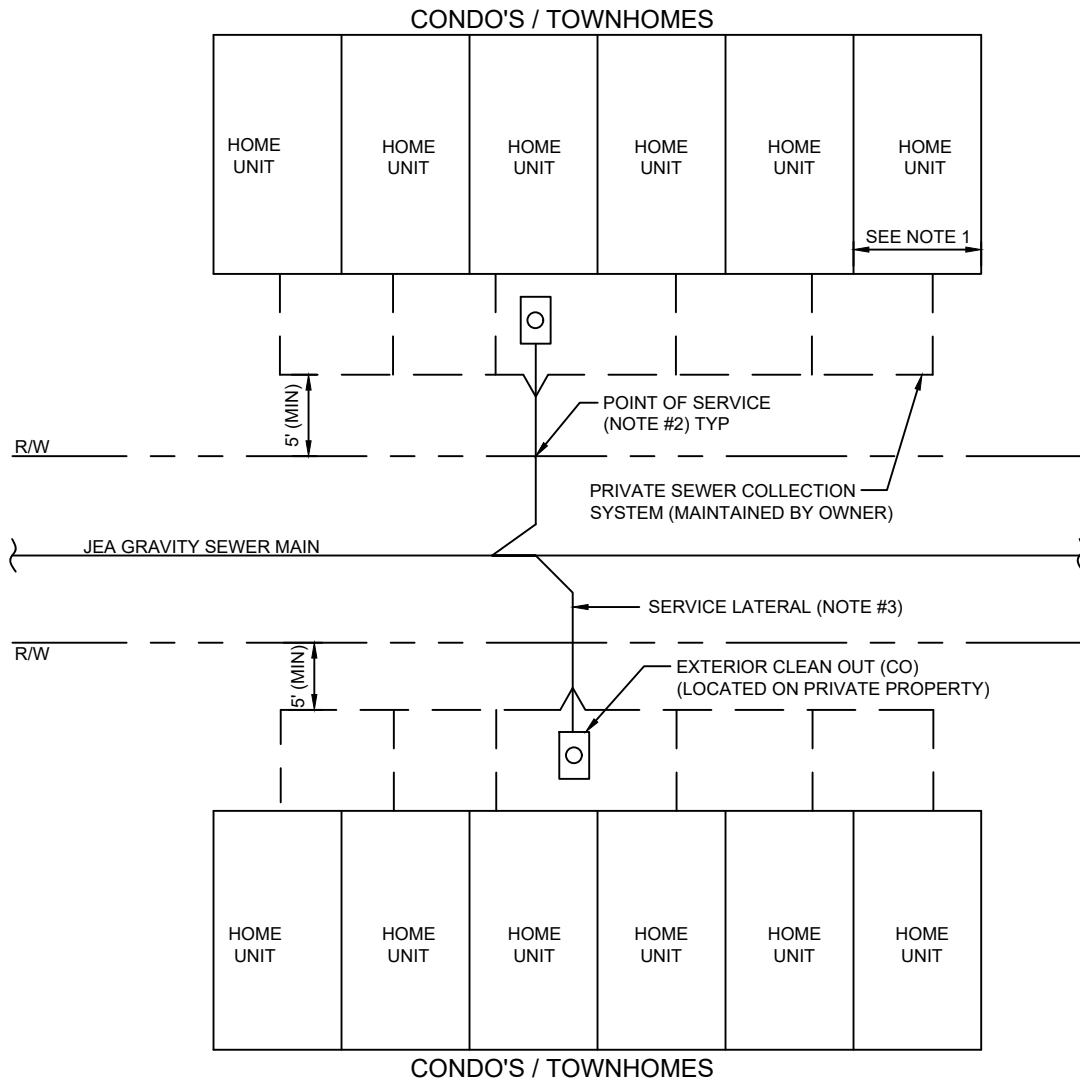 CONDO'S / TOWNHOMES
HOME
UNIT
HOME
UNIT
HOME
UNIT
HOME
UNIT
HOME
UNIT
HOME
UNIT
SEE NOTE 1
5' (MIN)
POINT OF SERVICE
(NOTE #2) TYP
R/W
PRIVATE SEWER COLLECTION
SYSTEM (MAINTAINED BY OWNER)
JEA GRAVITY SEWER MAIN
SERVICE LATERAL (NOTE #3)
R/W
5' (MIN)
EXTERIOR CLEAN OUT (CO)
(LOCATED ON PRIVATE PROPERTY)
HOME
UNIT
HOME
UNIT
HOME
UNIT
HOME
UNIT
HOME
UNIT
HOME
UNIT
CONDO'S / TOWNHOMES